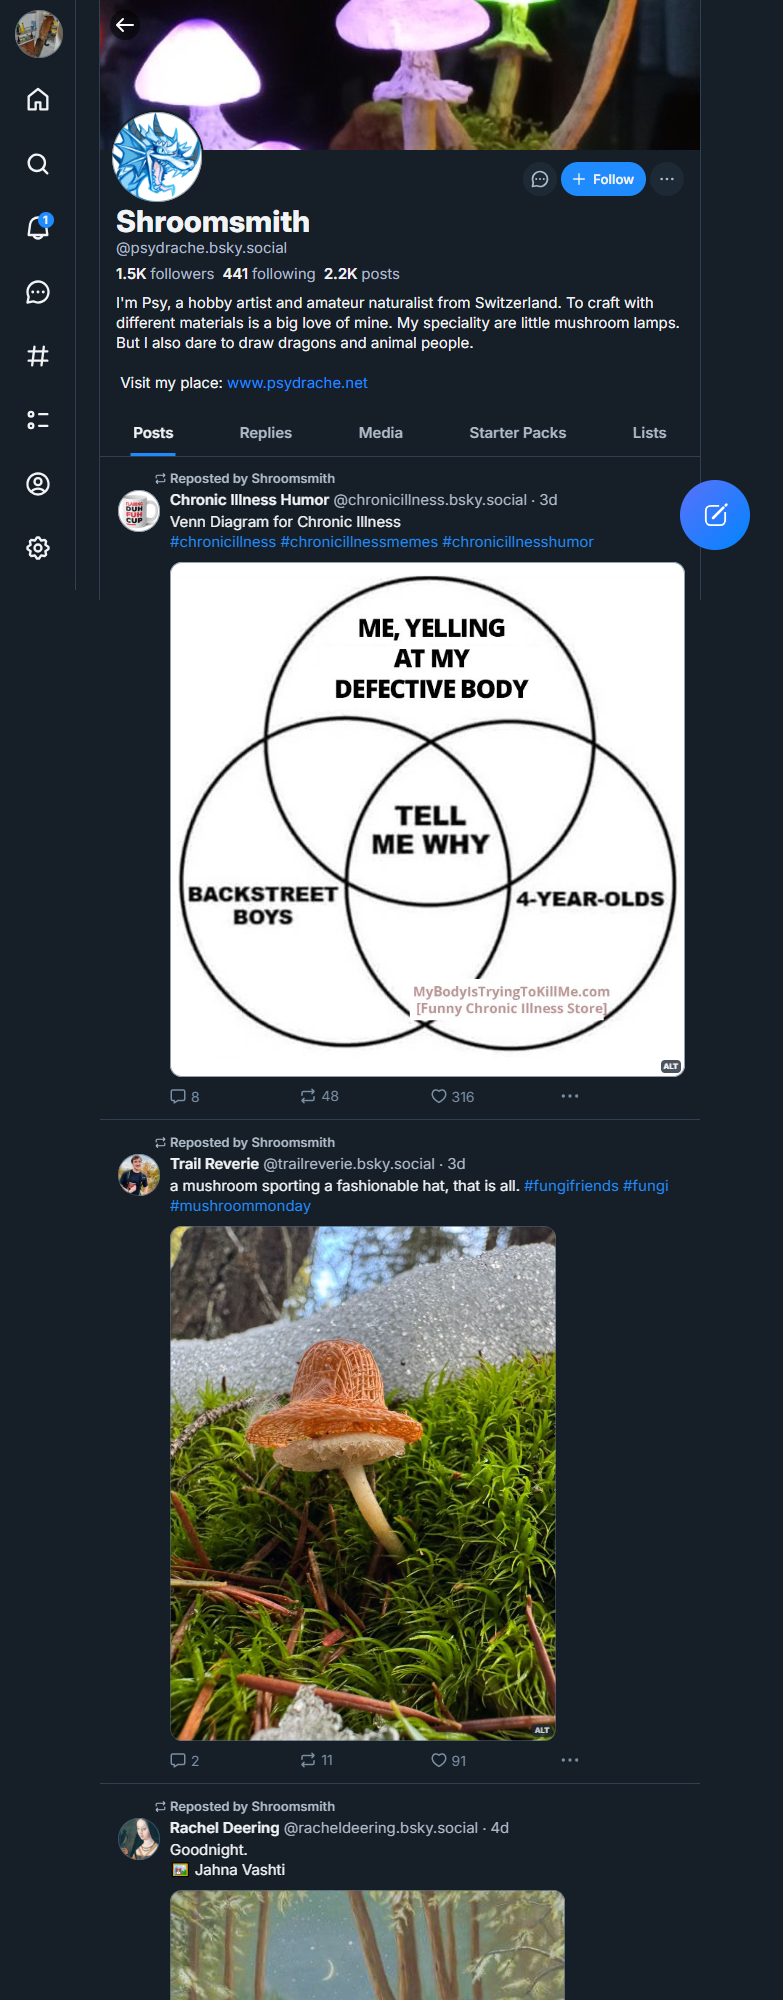 1
Follow
Shroomsmith
@psydrache.bsky.social
1.5K followers 441 following 2.2K posts
I'm Psy, a hobby artist and amateur naturalist from Switzerland. To craft with
different materials is a big love of mine. My speciality are little mushroom lamps.
But I also dare to draw dragons and animal people.
Visit my place: www.psydrache.net
Posts Replies Media Starter Packs Lists
Reposted by Shroomsmith
Chronic Illness Humor @chronicillness.bsky.social · 3d
FLAMING
DUH
FUH
CUP
Venn Diagram for Chronic Illness
#chronicillness #chronicillnessmemes #chronicillnesshumor
ME, YELLING
AT MY
DEFECTIVE BODY
TELL
ME WHY
BACKSTREET
BOYS
4-YEAR-OLDS
MyBodyIsTryingToKillMe.com
[Funny Chronic Illness Store]
ALT
8 48 316
Reposted by Shroomsmith
Trail Reverie @trailreverie.bsky.social · 3d
a mushroom sporting a fashionable hat, that is all. #fungifriends #fungi
#mushroommonday
ALT
2 11 91
Reposted by Shroomsmith
Rachel Deering @racheldeering.bsky.social · 4d
Goodnight.
🖼️ Jahna Vashti